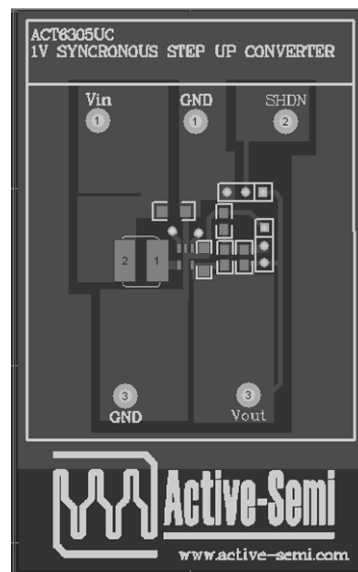 ACT6305UC
1V SYNCRONOUS STEP UP CONVERTER
Vin GND SHDN
1 1 2
2 1
3 3
GND Vout
Active-Semi
www.active-semi.com